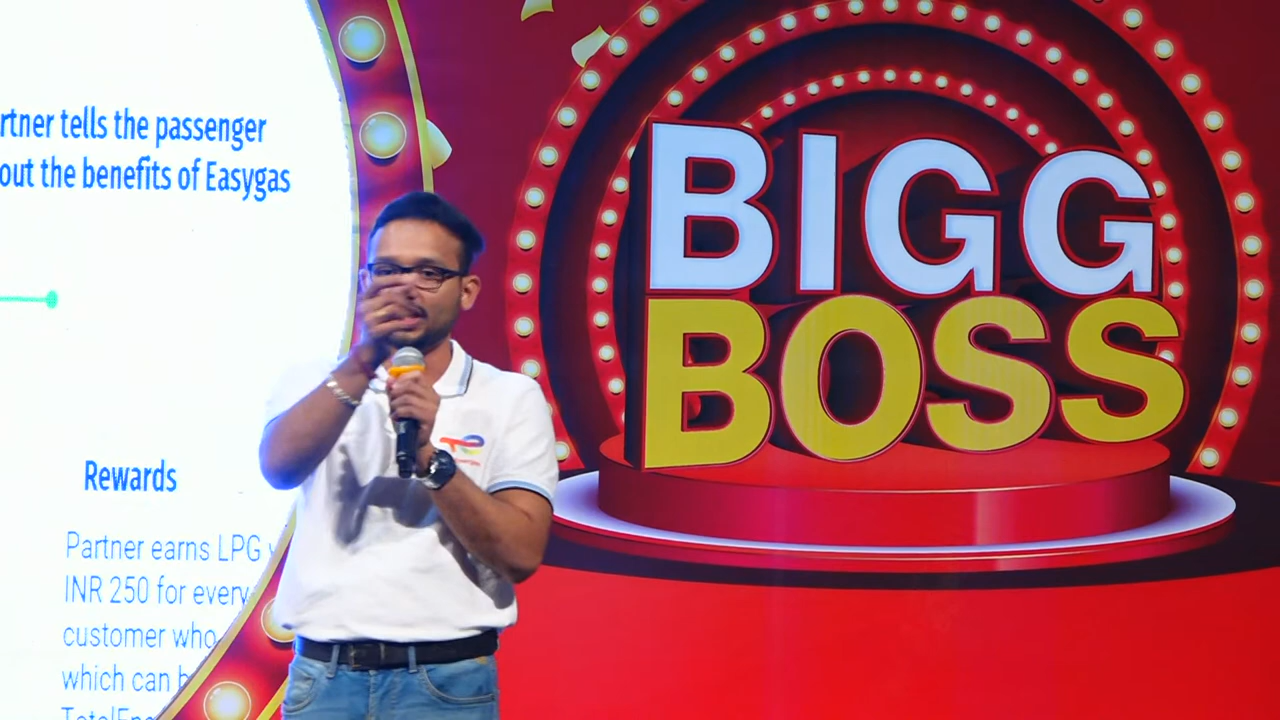 rtner tells the passenger
out the benefits of Easygas
Rewards
Partner earns LPG
INR 250 for every
customer who
which can
BIGG
BOSS